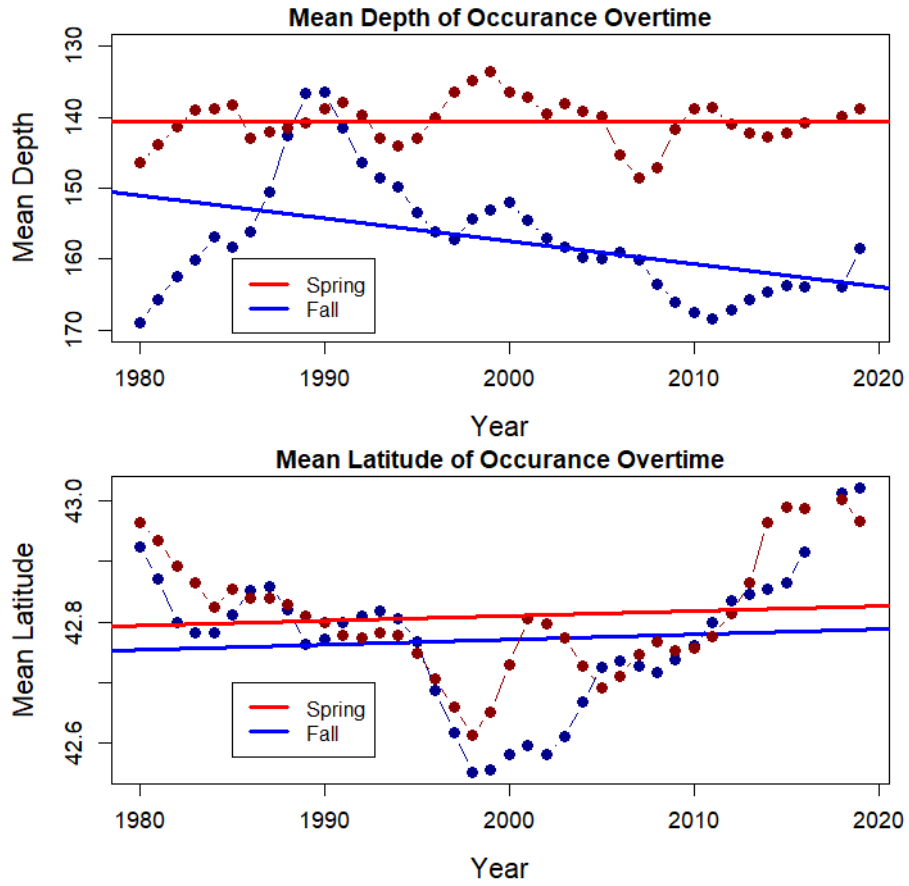 Mean Depth of Occurance Overtime
Mean Depth
130
140
150
160
170
Spring
Fall
1980
1990
2000
2010
2020
Year
Mean Latitude of Occurance Overtime
Mean Latitude
43.0
42.8
42.6
Spring
Fall
1980
1990
2000
2010
2020
Year